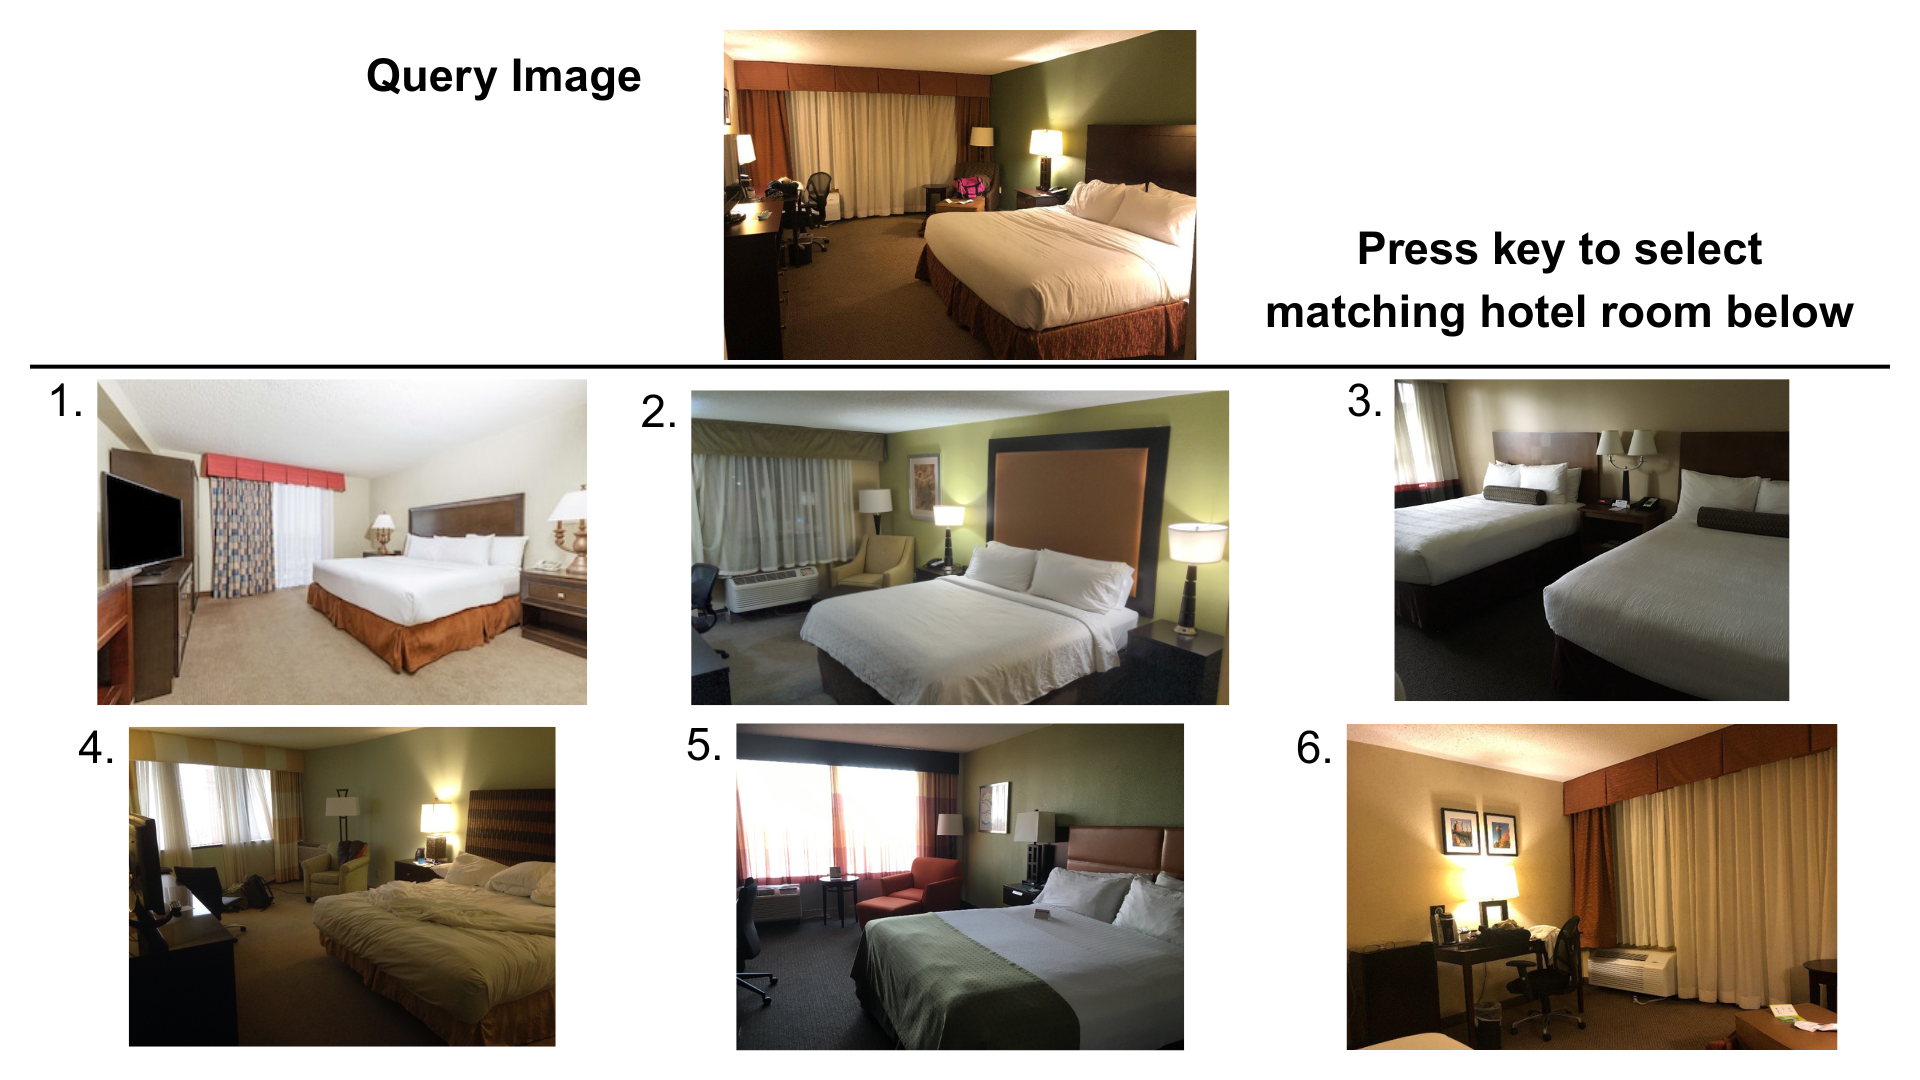 Query Image
Press key to select
matching hotel room below
1.
2.
3.
4.
5.
6.